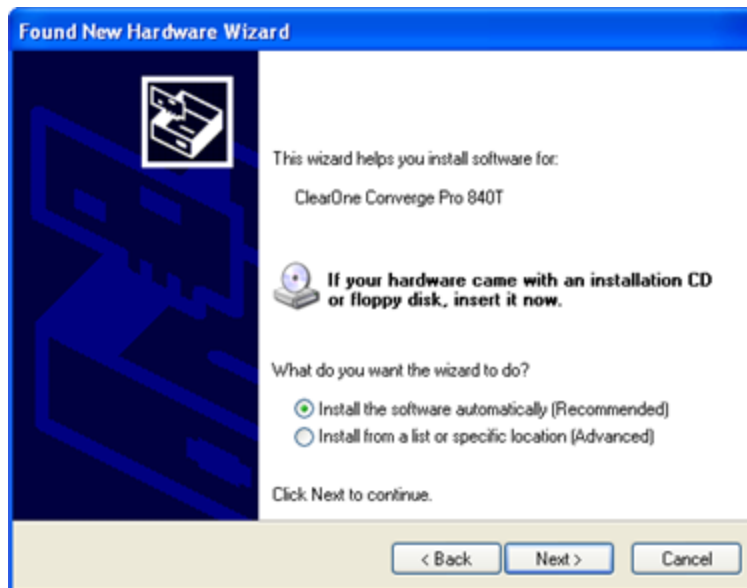 Found New Hardware Wizard
This wizard helps you install software for:
ClearOne Converge Pro 840T
If your hardware came with an installation CD
or floppy disk, insert it now.
What do you want the wizard to do?
Install the software automatically (Recommended)
Install from a list or specific location (Advanced)
Click Next to continue.
< Back Next > Cancel